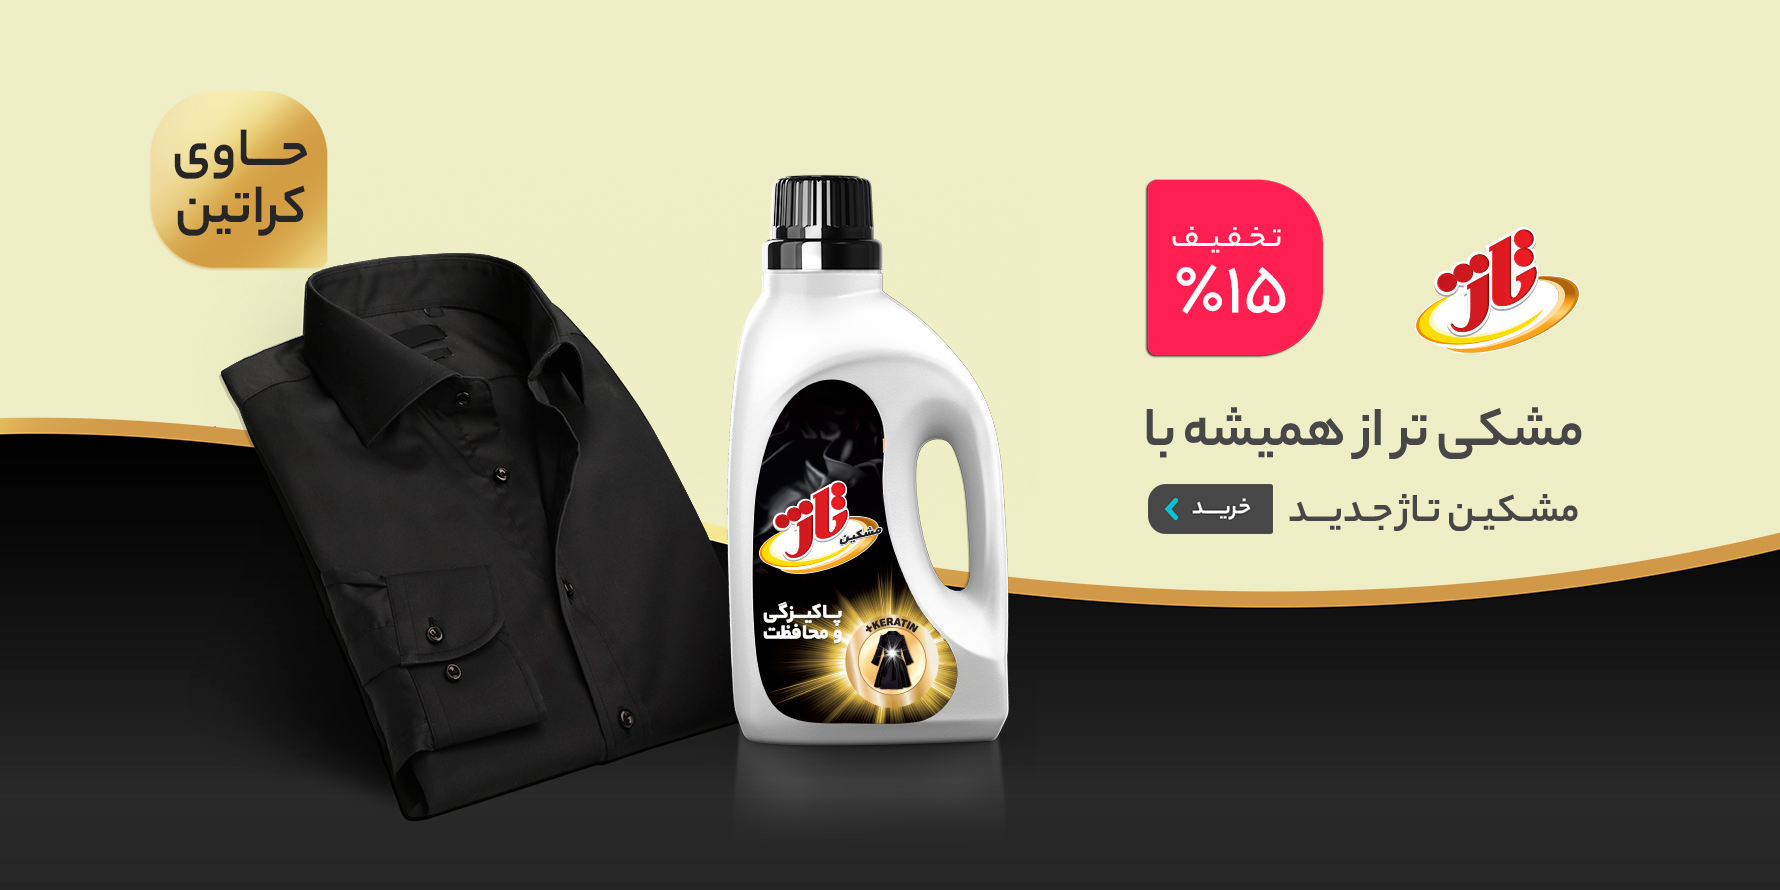 حاوی
کراتین
تخفیف
%۱۵
تاژ
مشکی تر از همیشه با
مشکین تاژ جدید
خرید
تاژ
مشکین
پاکیزگی
و محافظت
+KERATIN